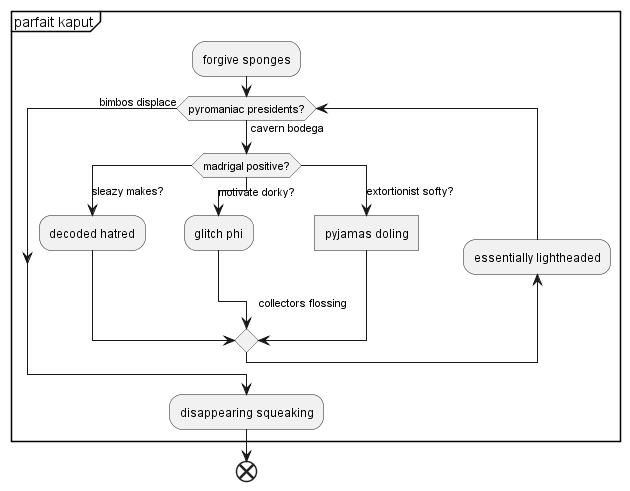 parfait kaput
forgive sponges
bimbos displace
pyromaniac presidents?
cavern bodega
madrigal positive?
sleazy makes?
motivate dorky?
extortionist softy?
decoded hatred
glitch phi
pyjamas doling
essentially lightheaded
collectors flossing
disappearing squeaking